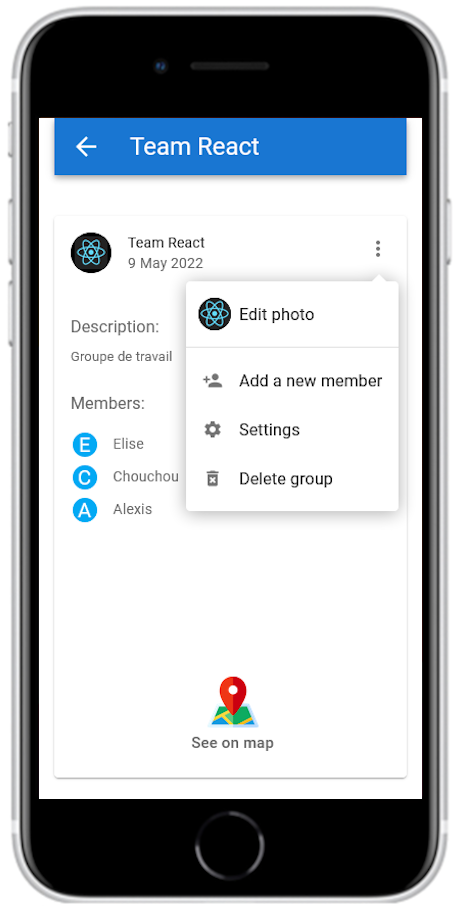 Team React
Team React
9 May 2022
Edit photo
Description:
Groupe de travail
Add a new member
Members:
Settings
E Elise
C Chouchou
Delete group
A Alexis
See on map